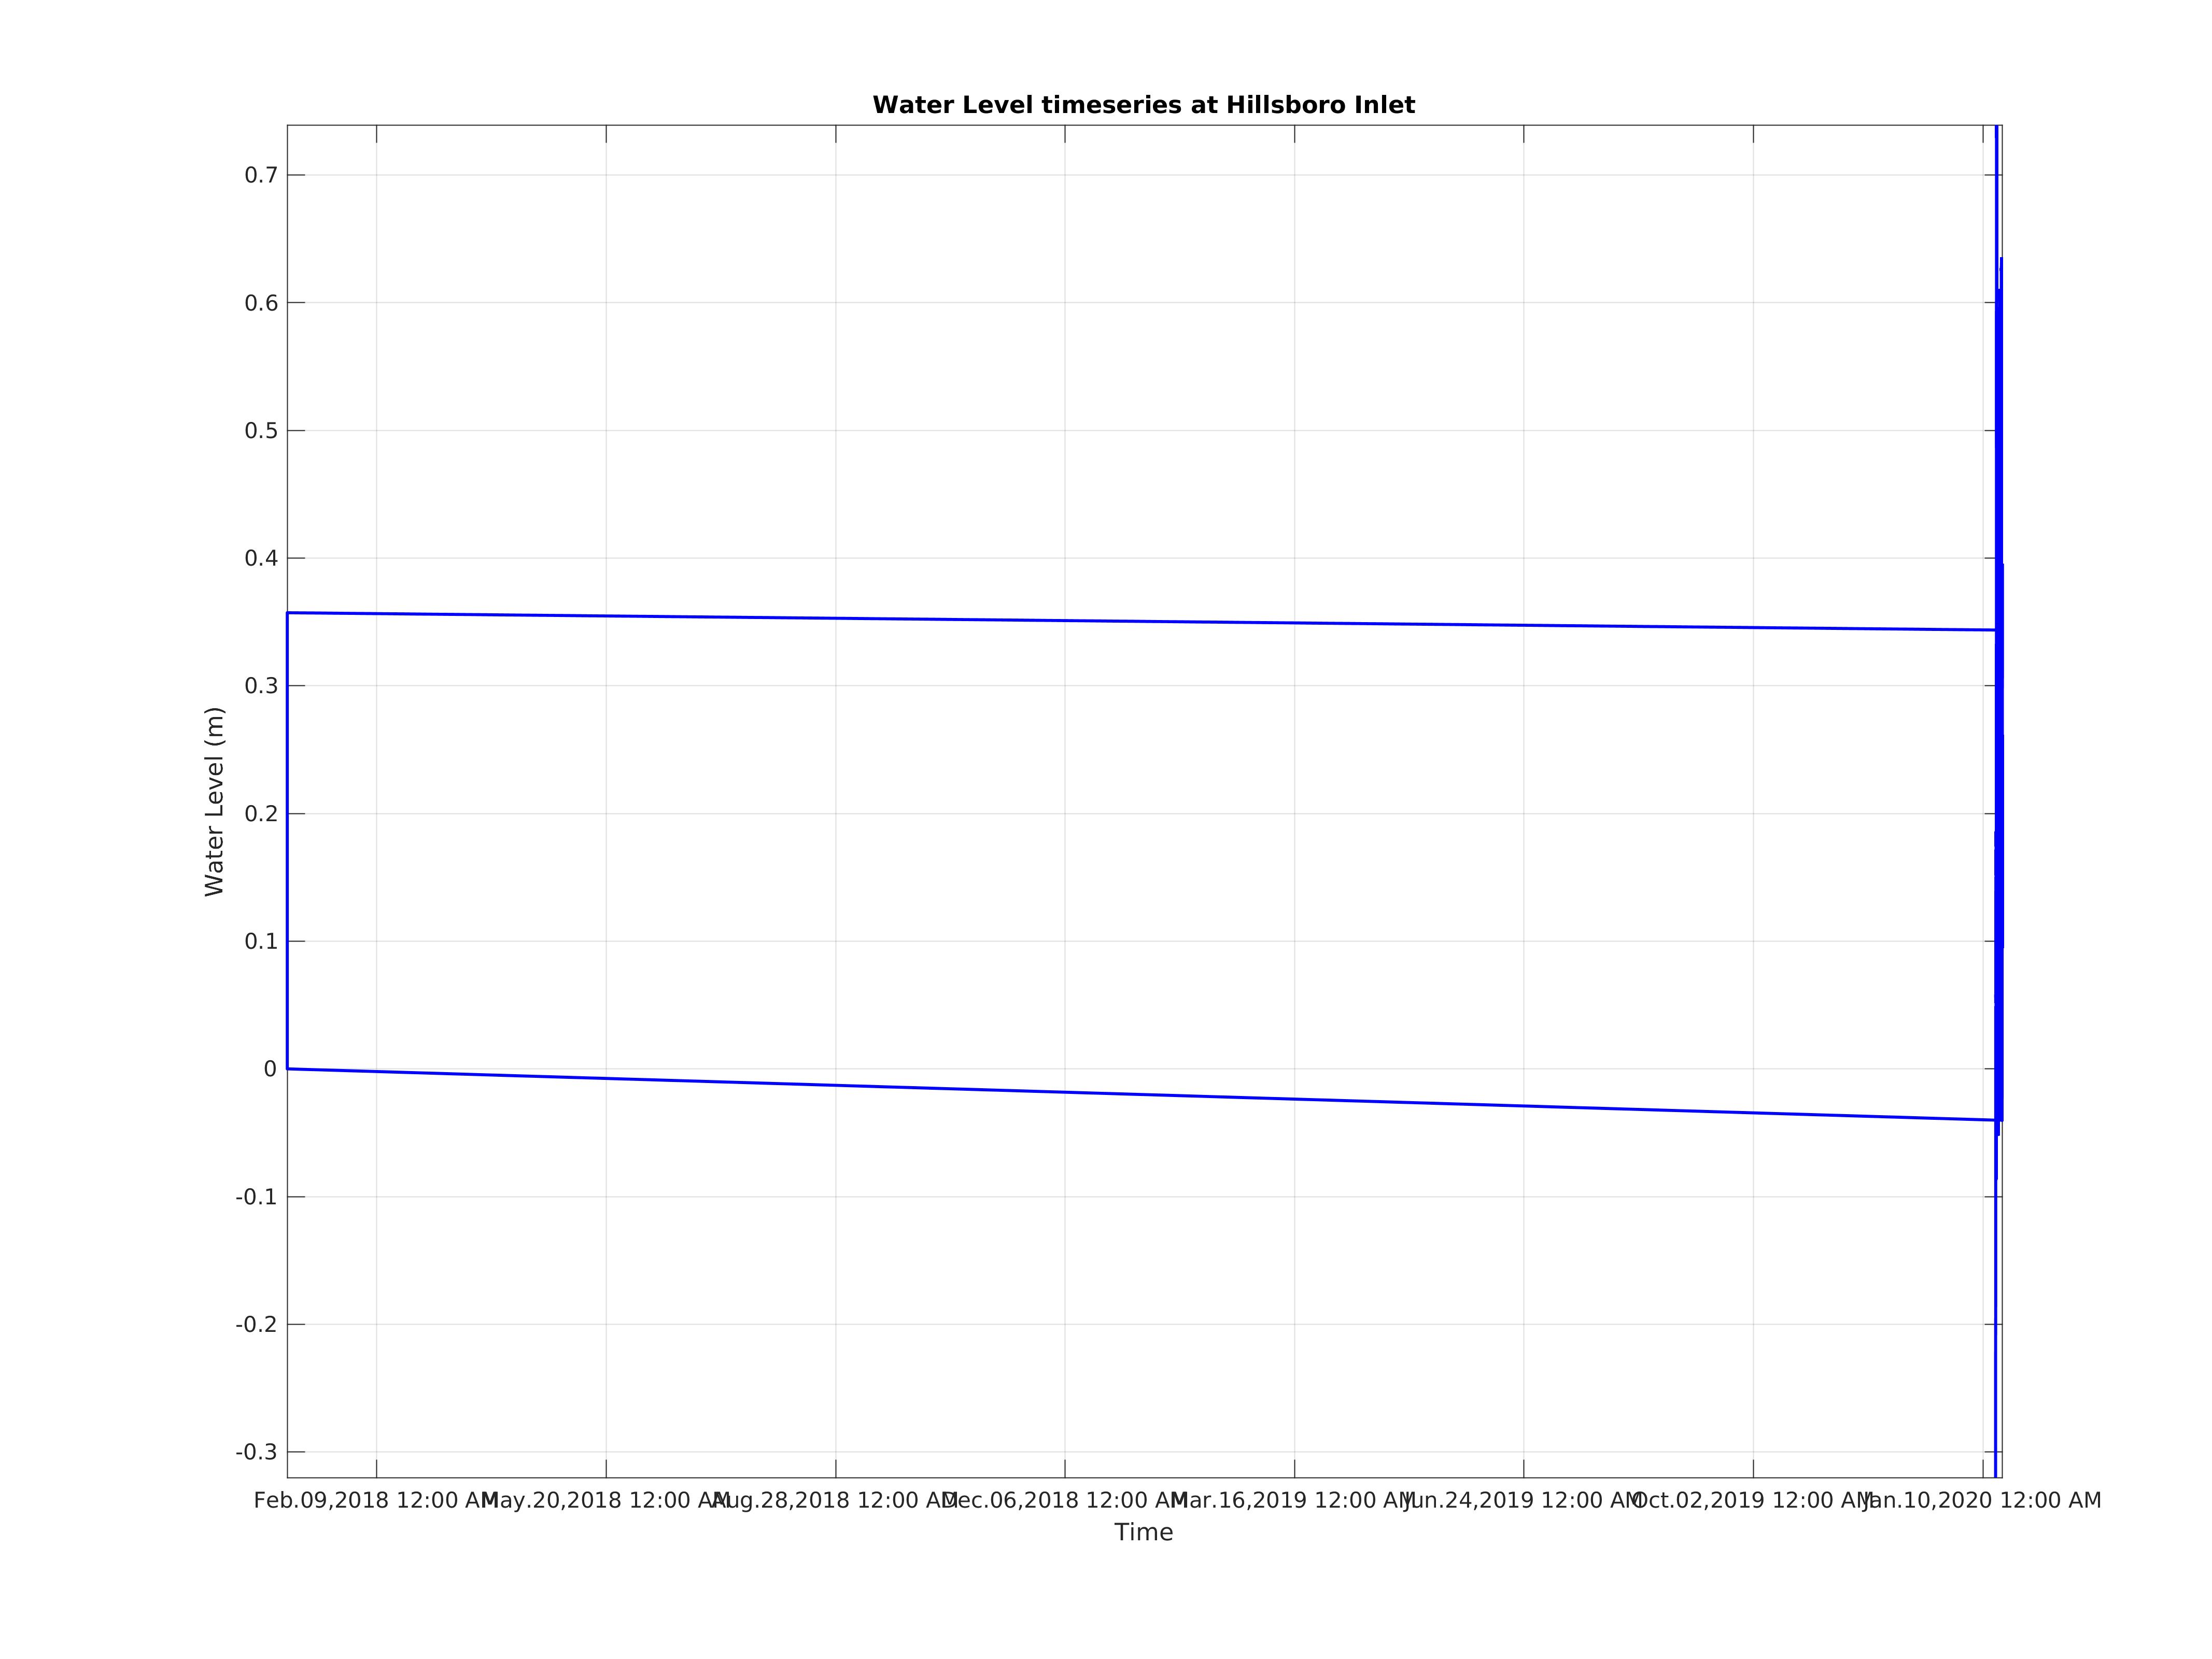 Water Level timeseries at Hillsboro Inlet
0.7
0.6
0.5
0.4
0.3
0.2
0.1
0
-0.1
-0.2
-0.3
Water Level (m)
Feb.09,2018 12:00 AM
May.20,2018 12:00 AM
Aug.28,2018 12:00 AM
Dec.06,2018 12:00 AM
Mar.16,2019 12:00 AM
Jun.24,2019 12:00 AM
Oct.02,2019 12:00 AM
Jan.10,2020 12:00 AM
Time